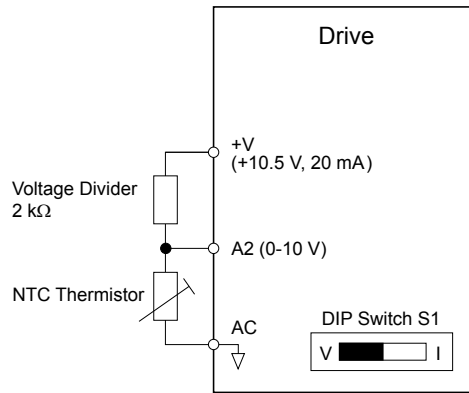 Drive
+V
(+10.5 V, 20 mA)
Voltage Divider
2 kΩ
A2 (0-10 V)
NTC Thermistor
AC
DIP Switch S1
V I